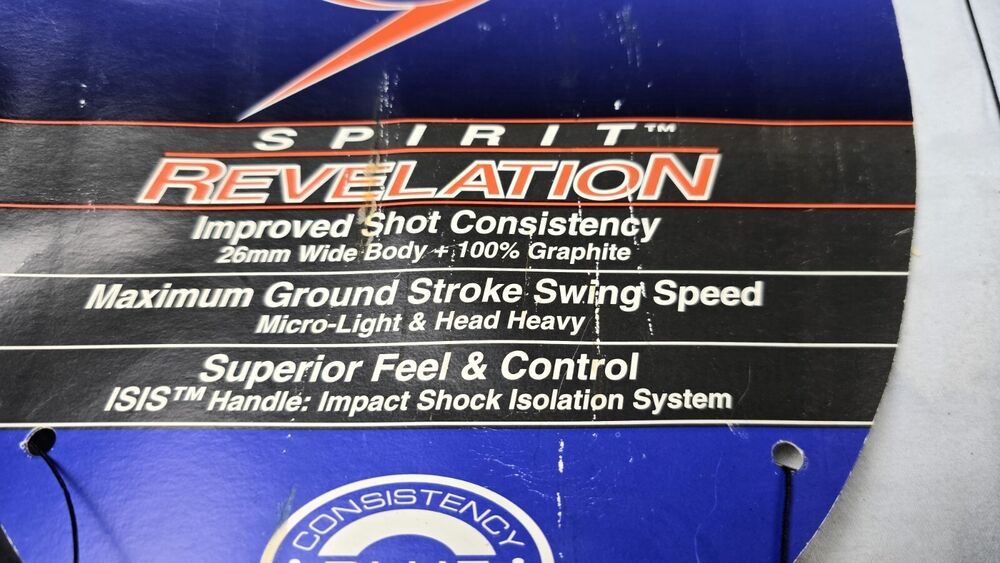 SPIRIT™
REVELATION
Improved Shot Consistency
26mm Wide Body + 100% Graphite
Maximum Ground Stroke Swing Speed
Micro-Light & Head Heavy
Superior Feel & Control
ISIS™ Handle: Impact Shock Isolation System
CONSISTENCY